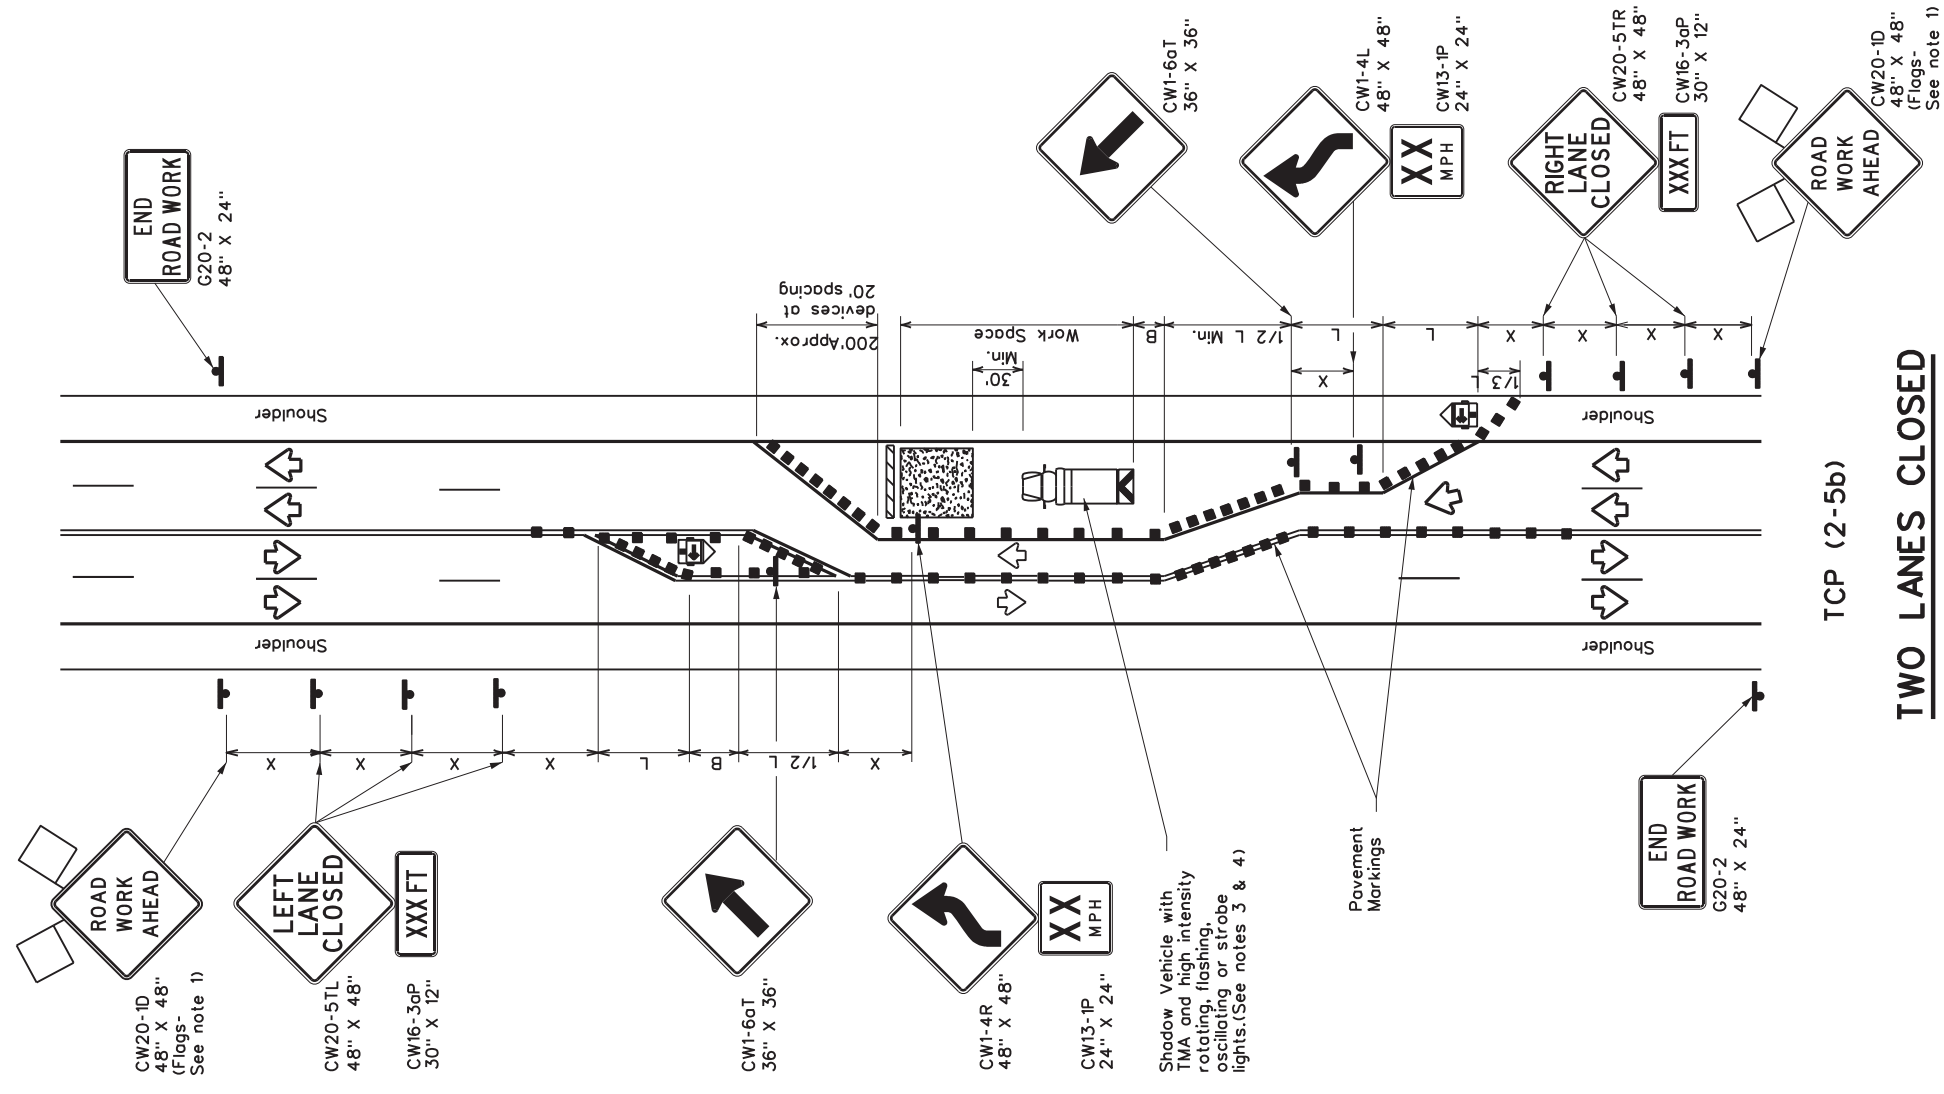 END
ROAD WORK
G20-2
48" X 24"
CW1-6aT
36" X 36"
CW1-4L
48" X 48"
XX
MPH
CW13-1P
24" X 24"
RIGHT
LANE
CLOSED
CW20-5TR
48" X 48"
XXX FT
CW16-3aP
30" X 12"
ROAD
WORK
AHEAD
CW20-1D
48" X 48"
(Flags-
See note 1)
200'Approx.
devices at
20' spacing
Work Space
30'
Min.
B
1/2 L Min.
L
X
L
1/3 L
X
X
X
X
Shoulder
Shoulder
Shoulder
Shoulder
X
X
X
X
L
B
1/2 L
X
ROAD
WORK
AHEAD
CW20-1D
48" X 48"
(Flags-
See note 1)
LEFT
LANE
CLOSED
CW20-5TL
48" X 48"
XXX FT
CW16-3aP
30" X 12"
CW1-6aT
36" X 36"
CW1-4R
48" X 48"
XX
MPH
CW13-1P
24" X 24"
Shadow Vehicle with
TMA and high intensity
rotating, flashing,
oscillating or strobe
lights.(See notes 3 & 4)
Pavement
Markings
END
ROAD WORK
G20-2
48" X 24"
TCP (2-5b)
TWO LANES CLOSED